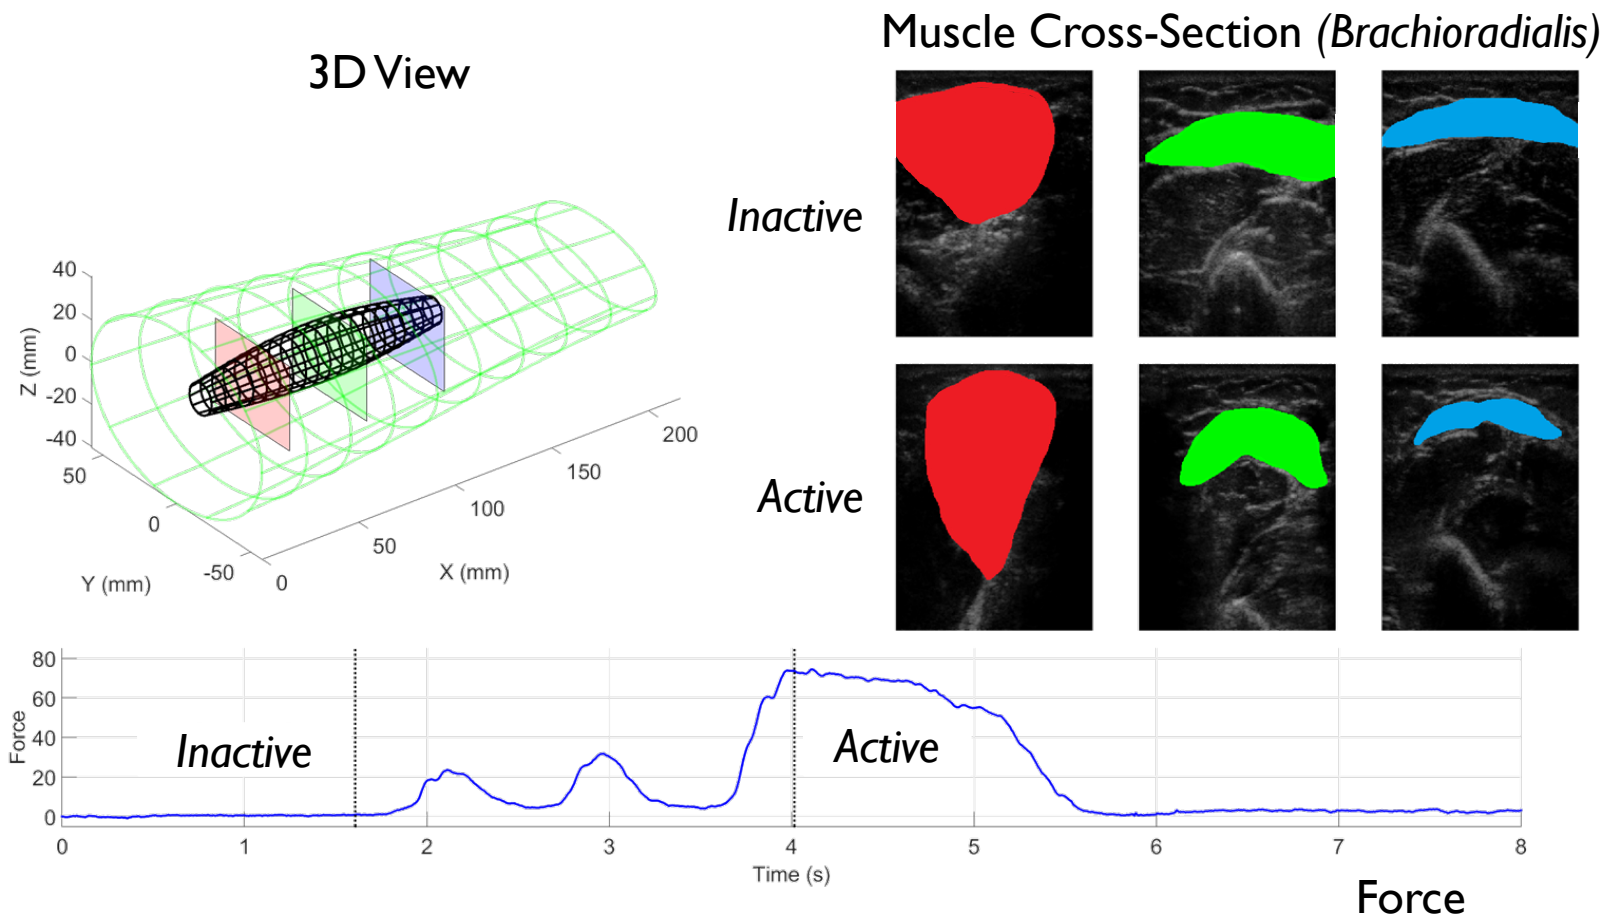 Muscle Cross-Section (Brachioradialis)
3D View
Inactive
40
20
0
-20
-40
Z (mm)
50
0
-50
Y (mm)
0
50
100
150
200
X (mm)
Active
80
60
40
20
0
Force
Inactive
Active
0 1 2 3 4 5 6 7 8
Time (s)
Force